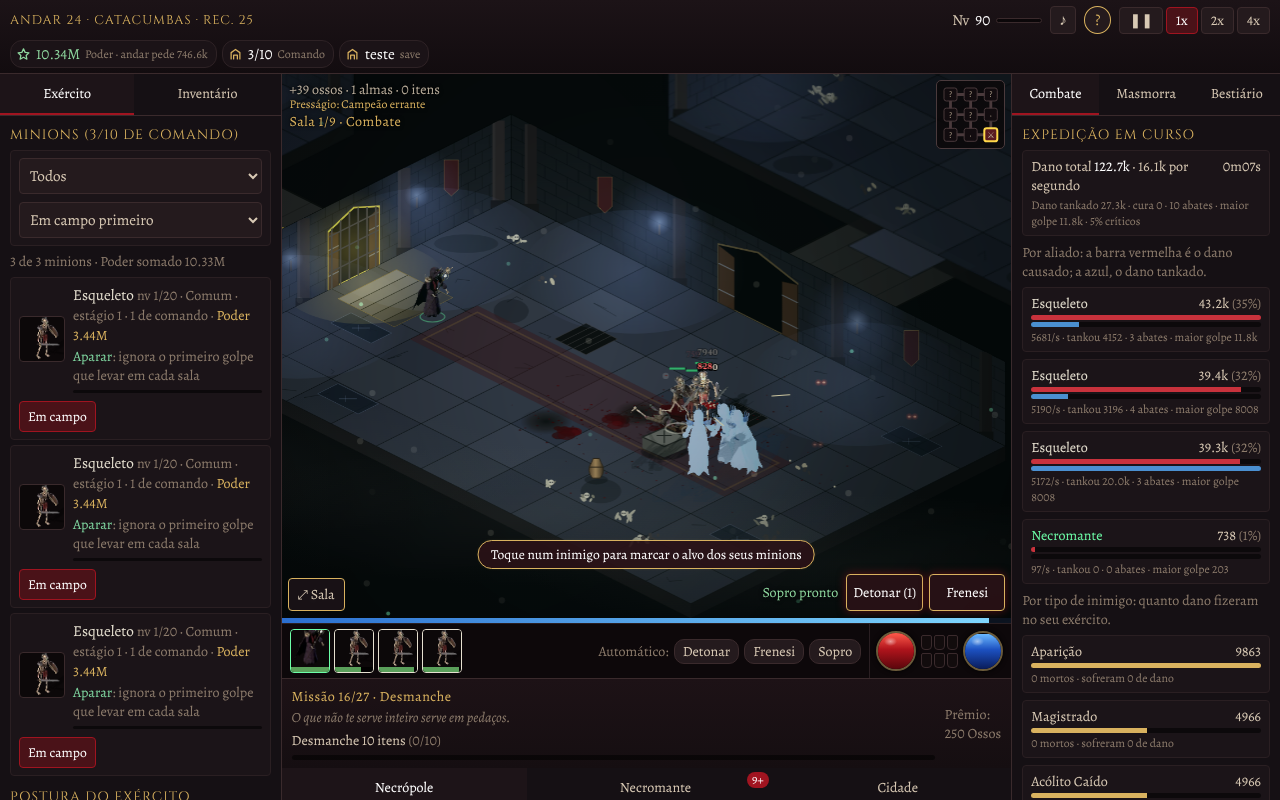 ANDAR 24 · CATACUMBAS · REC. 25
Nv 90
♪
?
❚❚
1x
2x
4x
10.34M Poder · andar pede 746.6k
3/10 Comando
teste save
Exército
Inventário
MINIONS (3/10 DE COMANDO)
Todos
Em campo primeiro
3 de 3 minions · Poder somado 10.33M
Esqueleto nv 1/20 · Comum ·
estágio 1 · 1 de comando · Poder
3.44M
Aparar: ignora o primeiro golpe
que levar em cada sala
Em campo
Esqueleto nv 1/20 · Comum ·
estágio 1 · 1 de comando · Poder
3.44M
Aparar: ignora o primeiro golpe
que levar em cada sala
Em campo
Esqueleto nv 1/20 · Comum ·
estágio 1 · 1 de comando · Poder
3.44M
Aparar: ignora o primeiro golpe
que levar em cada sala
Em campo
POSTURA DO EXÉRCITO
+39 ossos · 1 almas · 0 itens
Presságio: Campeão errante
Sala 1/9 · Combate
? ? ?
? ?
?
7940
Toque num inimigo para marcar o alvo dos seus minions
⤢ Sala
Sopro pronto
Detonar (1)
Frenesi
Automático:
Detonar
Frenesi
Sopro
Missão 16/27 · Desmanche
O que não te serve inteiro serve em pedaços.
Desmanche 10 itens (0/10)
Prêmio:
250 Ossos
Necrópole
Necromante
9+
Cidade
Combate
Masmorra
Bestiário
EXPEDIÇÃO EM CURSO
Dano total 122.7k · 16.1k por
segundo
0m07s
Dano tankado 27.3k · cura 0 · 10 abates · maior
golpe 11.8k · 5% críticos
Por aliado: a barra vermelha é o dano
causado; a azul, o dano tankado.
Esqueleto
43.2k (35%)
5681/s · tankou 4152 · 3 abates · maior golpe 11.8k
Esqueleto
39.4k (32%)
5190/s · tankou 3196 · 4 abates · maior golpe 8008
Esqueleto
39.3k (32%)
5172/s · tankou 20.0k · 3 abates · maior golpe
8008
Necromante
738 (1%)
97/s · tankou 0 · 0 abates · maior golpe 203
Por tipo de inimigo: quanto dano fizeram
no seu exército.
Aparição
9863
0 mortos · sofreram 0 de dano
Magistrado
4966
0 mortos · sofreram 0 de dano
Acólito Caído
4966